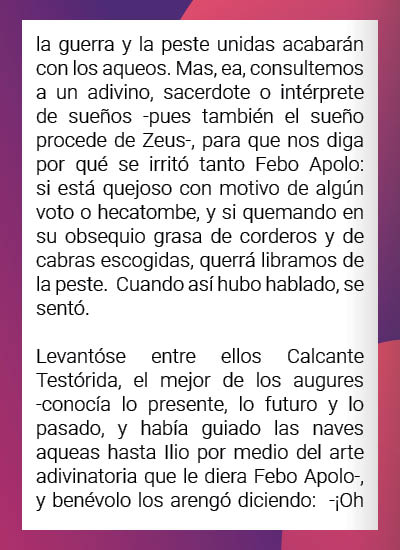 la guerra y la peste unidas acabarán
con los aqueos. Mas, ea, consultemos
a un adivino, sacerdote o intérprete
de sueños -pues también el sueño
procede de Zeus-, para que nos diga
por qué se irritó tanto Febo Apolo:
si está quejoso con motivo de algún
voto o hecatombe, y si quemando en
su obsequio grasa de corderos y de
cabras escogidas, querrá libramos de
la peste. Cuando así hubo hablado, se
sentó.

Levantóse entre ellos Calcante
Testórida, el mejor de los augures
-conocía lo presente, lo futuro y lo
pasado, y había guiado las naves
aqueas hasta Ilio por medio del arte
adivinatoria que le diera Febo Apolo-,
y benévolo los arengó diciendo: -¡Oh